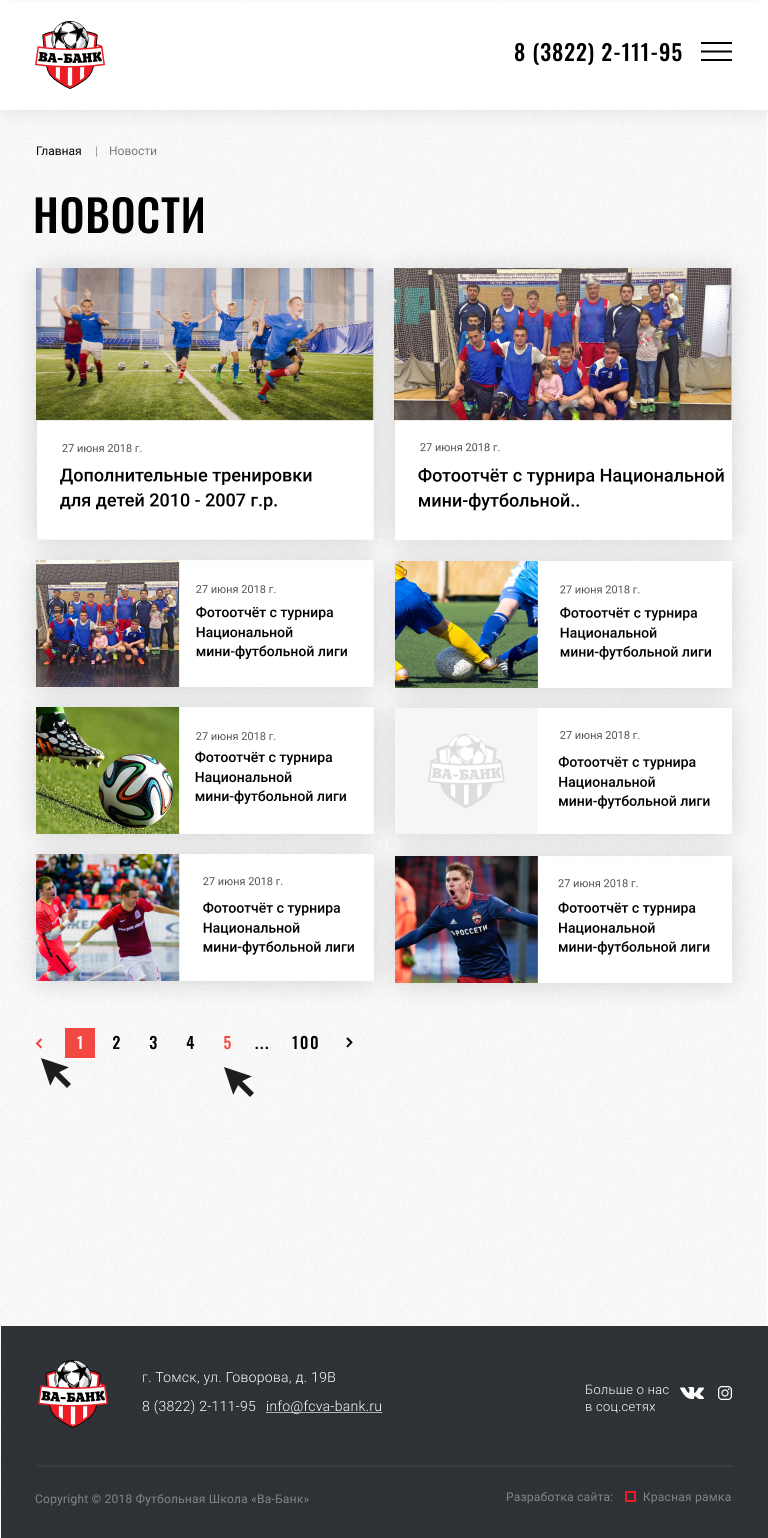 ВА-БАНК
8 (3822) 2-111-95
Главная | Новости
НОВОСТИ
27 июня 2018 г.
Дополнительные тренировки
для детей 2010 - 2007 г.р.
27 июня 2018 г.
Фотоотчёт с турнира Национальной
мини-футбольной..
27 июня 2018 г.
Фотоотчёт с турнира
Национальной
мини-футбольной лиги
27 июня 2018 г.
Фотоотчёт с турнира
Национальной
мини-футбольной лиги
27 июня 2018 г.
Фотоотчёт с турнира
Национальной
мини-футбольной лиги
ВА-БАНК
27 июня 2018 г.
Фотоотчёт с турнира
Национальной
мини-футбольной лиги
27 июня 2018 г.
Фотоотчёт с турнира
Национальной
мини-футбольной лиги
РОССЕТИ
27 июня 2018 г.
Фотоотчёт с турнира
Национальной
мини-футбольной лиги
1 2 3 4 5 ... 100
ВА-БАНК
г. Томск, ул. Говорова, д. 19В
8 (3822) 2-111-95 info@fcva-bank.ru
Больше о нас
в соц.сетях
Copyright © 2018 Футбольная Школа «Ва-Банк»
Разработка сайта: Красная рамка